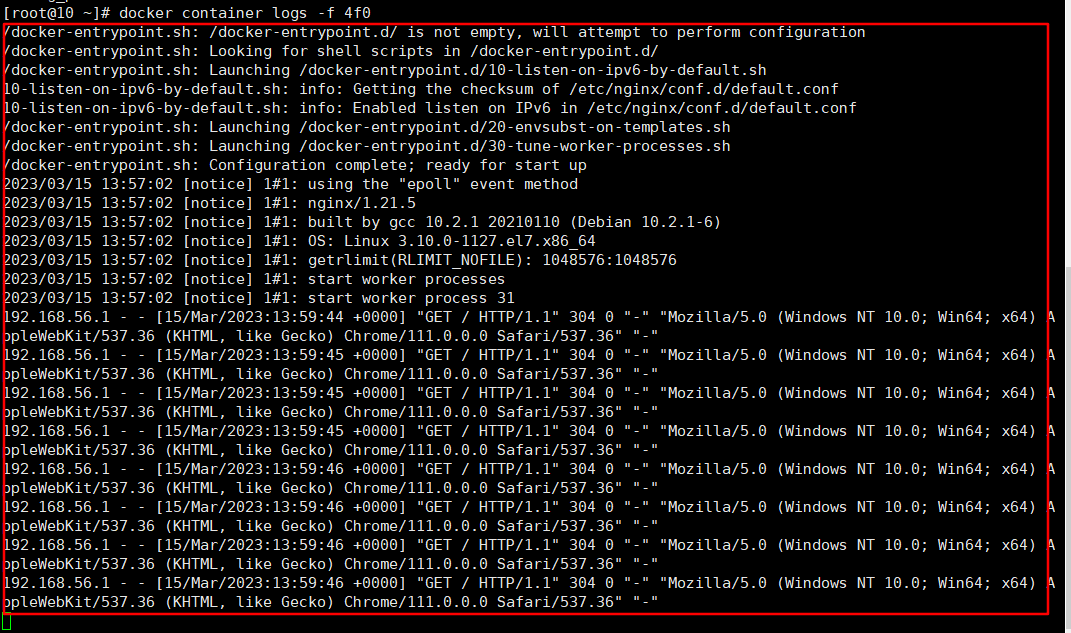 [root@10 ~]# docker container logs -f 4f0
/docker-entrypoint.sh: /docker-entrypoint.d/ is not empty, will attempt to perform configuration
/docker-entrypoint.sh: Looking for shell scripts in /docker-entrypoint.d/
/docker-entrypoint.sh: Launching /docker-entrypoint.d/10-listen-on-ipv6-by-default.sh
10-listen-on-ipv6-by-default.sh: info: Getting the checksum of /etc/nginx/conf.d/default.conf
10-listen-on-ipv6-by-default.sh: info: Enabled listen on IPv6 in /etc/nginx/conf.d/default.conf
/docker-entrypoint.sh: Launching /docker-entrypoint.d/20-envsubst-on-templates.sh
/docker-entrypoint.sh: Launching /docker-entrypoint.d/30-tune-worker-processes.sh
/docker-entrypoint.sh: Configuration complete; ready for start up
2023/03/15 13:57:02 [notice] 1#1: using the "epoll" event method
2023/03/15 13:57:02 [notice] 1#1: nginx/1.21.5
2023/03/15 13:57:02 [notice] 1#1: built by gcc 10.2.1 20210110 (Debian 10.2.1-6)
2023/03/15 13:57:02 [notice] 1#1: OS: Linux 3.10.0-1127.el7.x86_64
2023/03/15 13:57:02 [notice] 1#1: getrlimit(RLIMIT_NOFILE): 1048576:1048576
2023/03/15 13:57:02 [notice] 1#1: start worker processes
2023/03/15 13:57:02 [notice] 1#1: start worker process 31
192.168.56.1 - - [15/Mar/2023:13:59:44 +0000] "GET / HTTP/1.1" 304 0 "-" "Mozilla/5.0 (Windows NT 10.0; Win64; x64) A
ppleWebKit/537.36 (KHTML, like Gecko) Chrome/111.0.0.0 Safari/537.36" "-"
192.168.56.1 - - [15/Mar/2023:13:59:45 +0000] "GET / HTTP/1.1" 304 0 "-" "Mozilla/5.0 (Windows NT 10.0; Win64; x64) A
ppleWebKit/537.36 (KHTML, like Gecko) Chrome/111.0.0.0 Safari/537.36" "-"
192.168.56.1 - - [15/Mar/2023:13:59:45 +0000] "GET / HTTP/1.1" 304 0 "-" "Mozilla/5.0 (Windows NT 10.0; Win64; x64) A
ppleWebKit/537.36 (KHTML, like Gecko) Chrome/111.0.0.0 Safari/537.36" "-"
192.168.56.1 - - [15/Mar/2023:13:59:45 +0000] "GET / HTTP/1.1" 304 0 "-" "Mozilla/5.0 (Windows NT 10.0; Win64; x64) A
ppleWebKit/537.36 (KHTML, like Gecko) Chrome/111.0.0.0 Safari/537.36" "-"
192.168.56.1 - - [15/Mar/2023:13:59:46 +0000] "GET / HTTP/1.1" 304 0 "-" "Mozilla/5.0 (Windows NT 10.0; Win64; x64) A
ppleWebKit/537.36 (KHTML, like Gecko) Chrome/111.0.0.0 Safari/537.36" "-"
192.168.56.1 - - [15/Mar/2023:13:59:46 +0000] "GET / HTTP/1.1" 304 0 "-" "Mozilla/5.0 (Windows NT 10.0; Win64; x64) A
ppleWebKit/537.36 (KHTML, like Gecko) Chrome/111.0.0.0 Safari/537.36" "-"
192.168.56.1 - - [15/Mar/2023:13:59:46 +0000] "GET / HTTP/1.1" 304 0 "-" "Mozilla/5.0 (Windows NT 10.0; Win64; x64) A
ppleWebKit/537.36 (KHTML, like Gecko) Chrome/111.0.0.0 Safari/537.36" "-"
192.168.56.1 - - [15/Mar/2023:13:59:46 +0000] "GET / HTTP/1.1" 304 0 "-" "Mozilla/5.0 (Windows NT 10.0; Win64; x64) A
ppleWebKit/537.36 (KHTML, like Gecko) Chrome/111.0.0.0 Safari/537.36" "-"